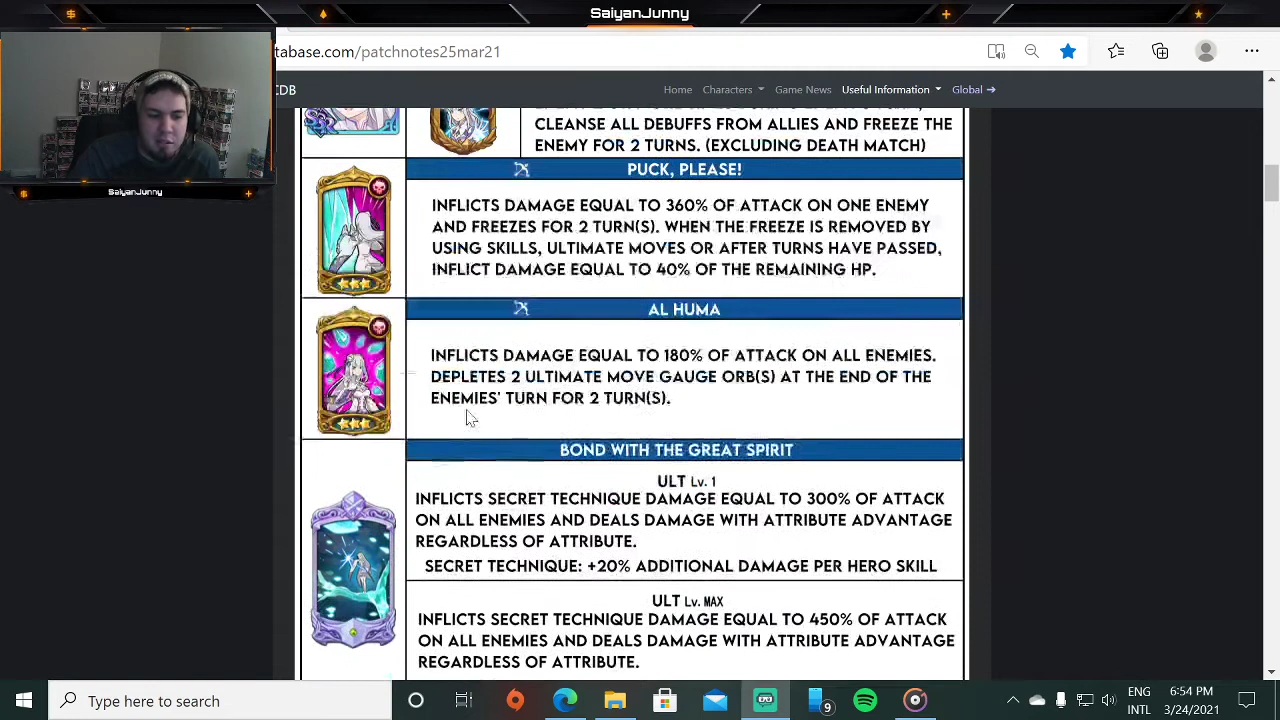 SaiyanJunny
tabase.com/patchnotes25mar21
CDB
Home Characters Game News Useful Information Global
CLEANSE ALL DEBUFFS FROM ALLIES AND FREEZE THE
ENEMY FOR 2 TURNS. (EXCLUDING DEATH MATCH)
SR
PUCK, PLEASE!
INFLICTS DAMAGE EQUAL TO 360% OF ATTACK ON ONE ENEMY
AND FREEZES FOR 2 TURN(S). WHEN THE FREEZE IS REMOVED BY
USING SKILLS, ULTIMATE MOVES OR AFTER TURNS HAVE PASSED,
INFLICT DAMAGE EQUAL TO 40% OF THE REMAINING HP.
SaiyanJunny
AL HUMA
INFLICTS DAMAGE EQUAL TO 180% OF ATTACK ON ALL ENEMIES.
DEPLETES 2 ULTIMATE MOVE GAUGE ORB(S) AT THE END OF THE
ENEMIES' TURN FOR 2 TURN(S).
BOND WITH THE GREAT SPIRIT
ULT Lv. 1
INFLICTS SECRET TECHNIQUE DAMAGE EQUAL TO 300% OF ATTACK
ON ALL ENEMIES AND DEALS DAMAGE WITH ATTRIBUTE ADVANTAGE
REGARDLESS OF ATTRIBUTE.
SECRET TECHNIQUE: +20% ADDITIONAL DAMAGE PER HERO SKILL
ULT Lv. MAX
INFLICTS SECRET TECHNIQUE DAMAGE EQUAL TO 450% OF ATTACK
ON ALL ENEMIES AND DEALS DAMAGE WITH ATTRIBUTE ADVANTAGE
REGARDLESS OF ATTRIBUTE.
Type here to search
9
ENG
INTL
6:54 PM
3/24/2021